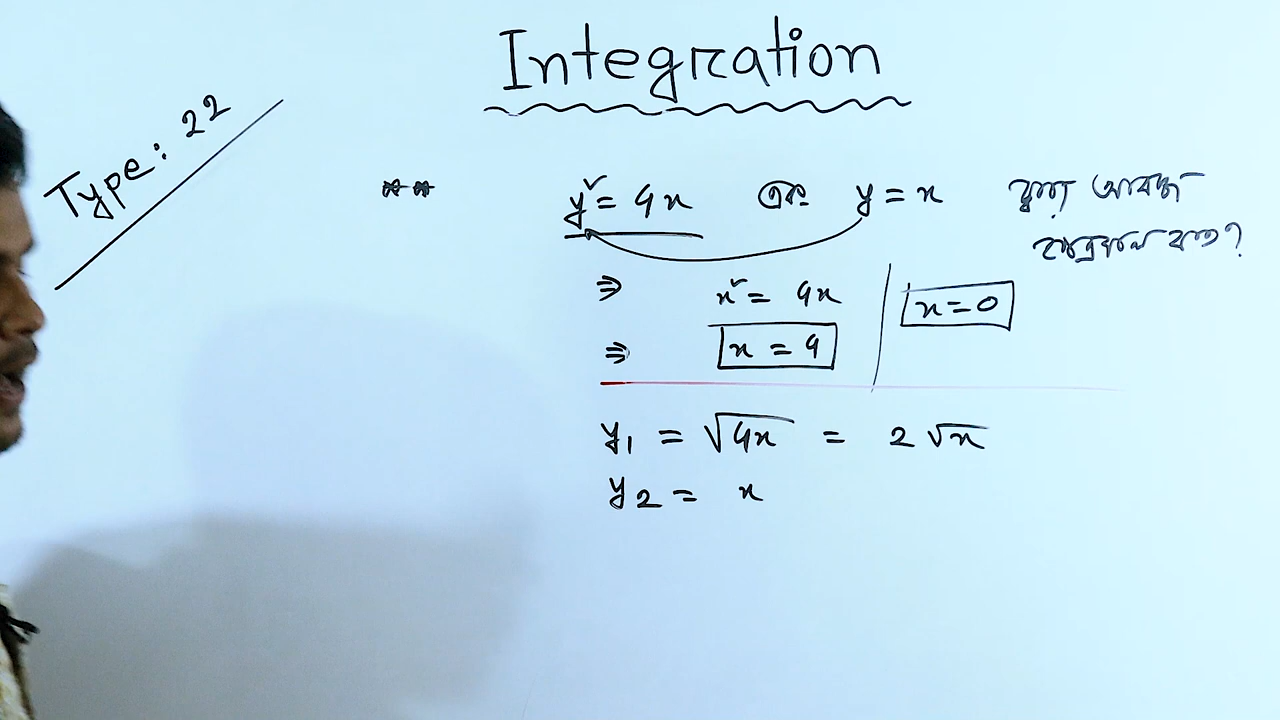 Integration
Type: 22
** y² = 4x এবং y = x দ্বারা আবদ্ধ
ক্ষেত্রফল কত?
⇒ x² = 4x | x = 0
⇒ x = 4
y₁ = √4x = 2√x
y₂ = x